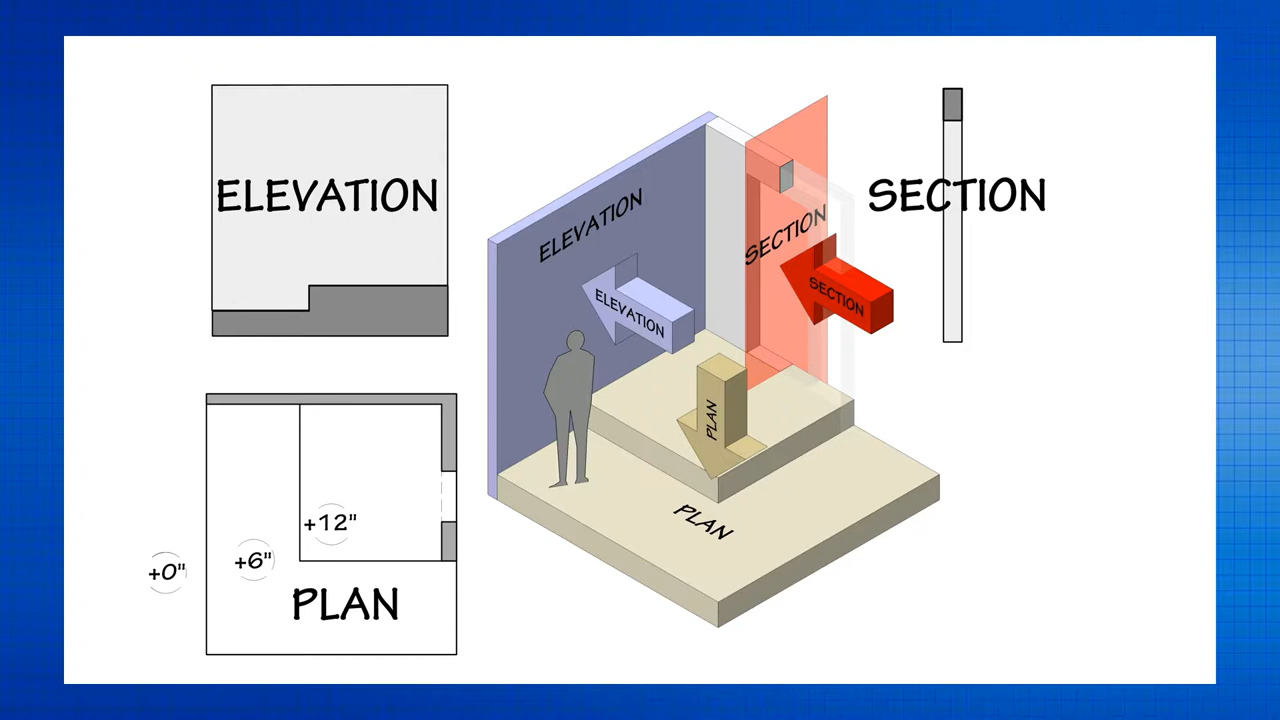 ELEVATION
ELEVATION
SECTION
SECTION
ELEVATION
SECTION
PLAN
PLAN
+12"
+6"
+0"
PLAN